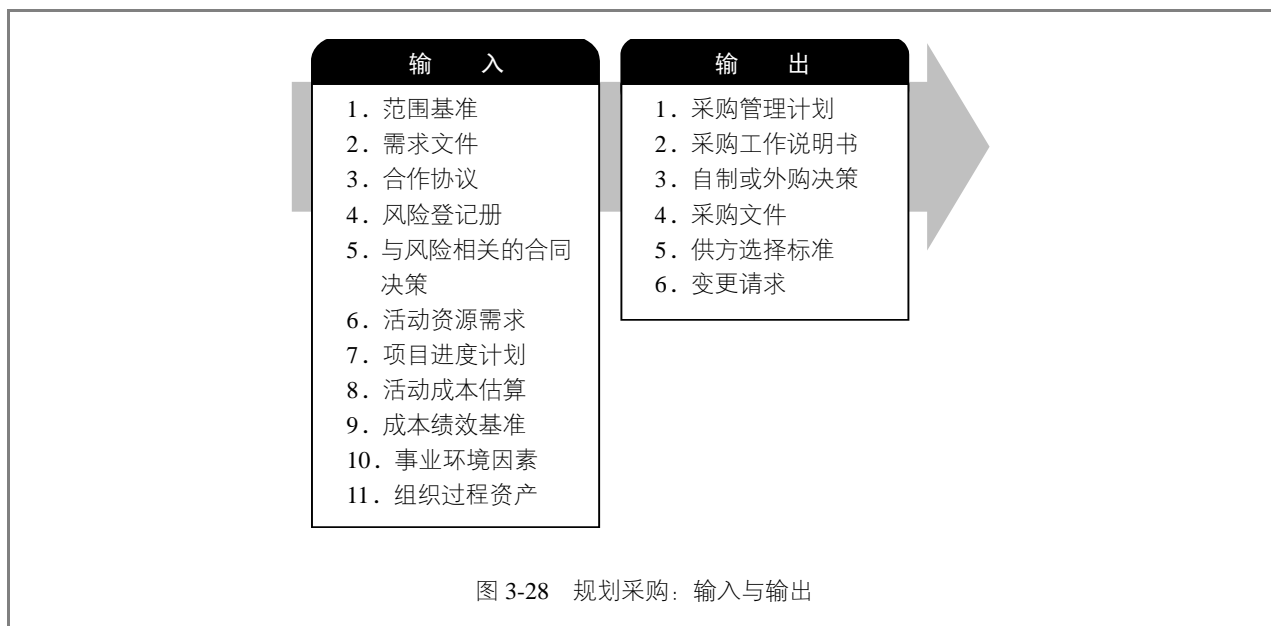 输 入
1．范围基准
2．需求文件
3．合作协议
4．风险登记册
5．与风险相关的合同
决策
6．活动资源需求
7．项目进度计划
8．活动成本估算
9．成本绩效基准
10．事业环境因素
11．组织过程资产
输 出
1．采购管理计划
2．采购工作说明书
3．自制或外购决策
4．采购文件
5．供方选择标准
6．变更请求
图 3-28 规划采购：输入与输出